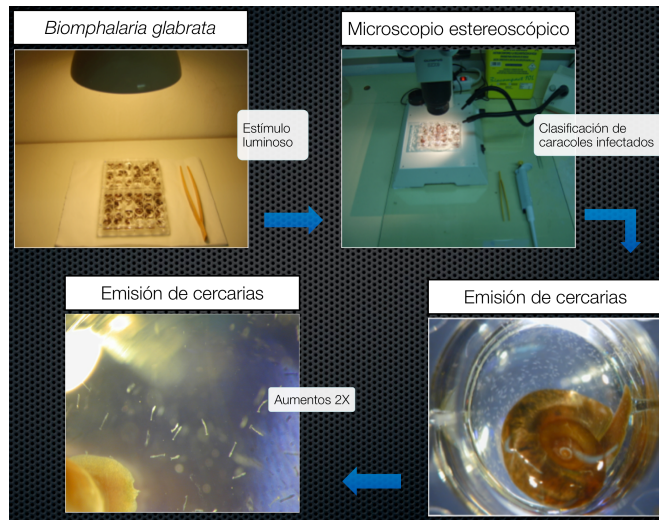 Biomphalaria glabrata
Microscopio estereoscópico
Estímulo
luminoso
Clasificación de
caracoles infectados
Emisión de cercarias
Emisión de cercarias
Aumentos 2X